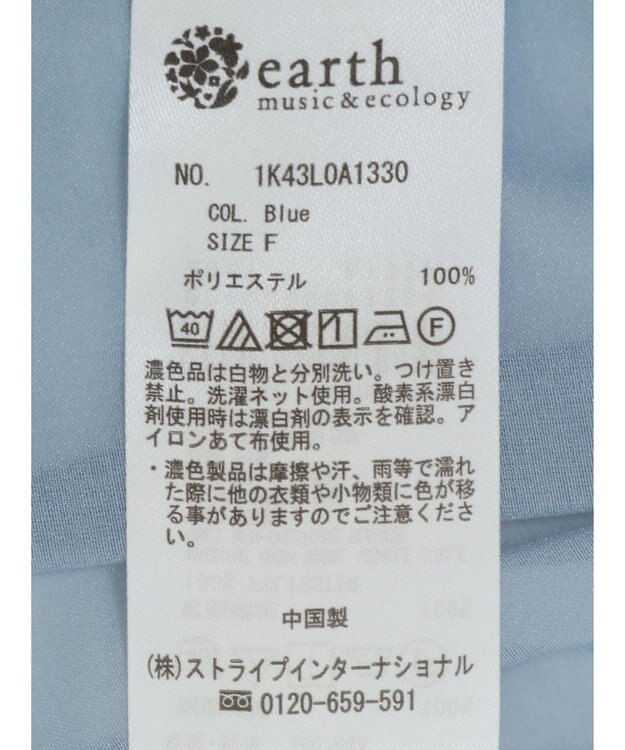 earth
music&ecology
NO. 1K43L0A1330
COL. Blue
SIZE F
ポリエステル 100%
40 F
濃色品は白物と分別洗い。つけ置き
禁止。洗濯ネット使用。酸素系漂白
剤使用時は漂白剤の表示を確認。ア
イロンあて布使用。
・濃色製品は摩擦や汗、雨等で濡れ
た際に他の衣類や小物類に色が移
る事がありますのでご注意くださ
い。
中国製
(株)ストライプインターナショナル
0120-659-591